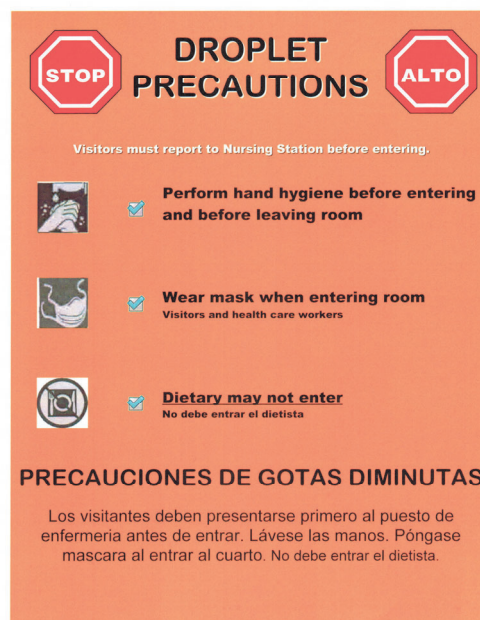 STOP
DROPLET
PRECAUTIONS
ALTO
Visitors must report to Nursing Station before entering.
Perform hand hygiene before entering
and before leaving room
Wear mask when entering room
Visitors and health care workers
Dietary may not enter
No debe entrar el dietista
PRECAUCIONES DE GOTAS DIMINUTAS
Los visitantes deben presentarse primero al puesto de
enfermeria antes de entrar. Lávese las manos. Póngase
mascara al entrar al cuarto. No debe entrar el dietista.